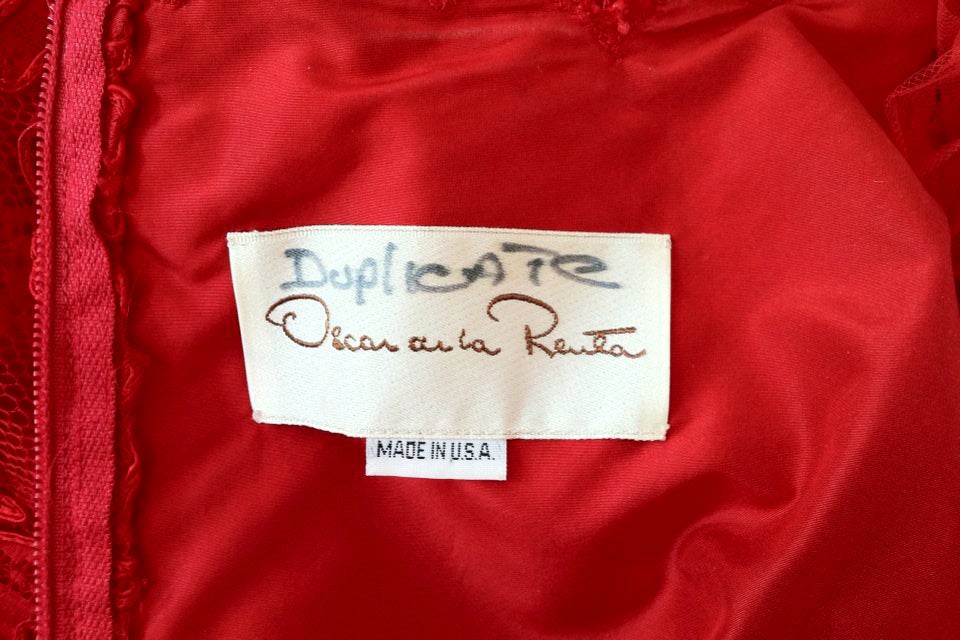 DuplICATE
Oscar de la Renta
MADE IN U.S.A.